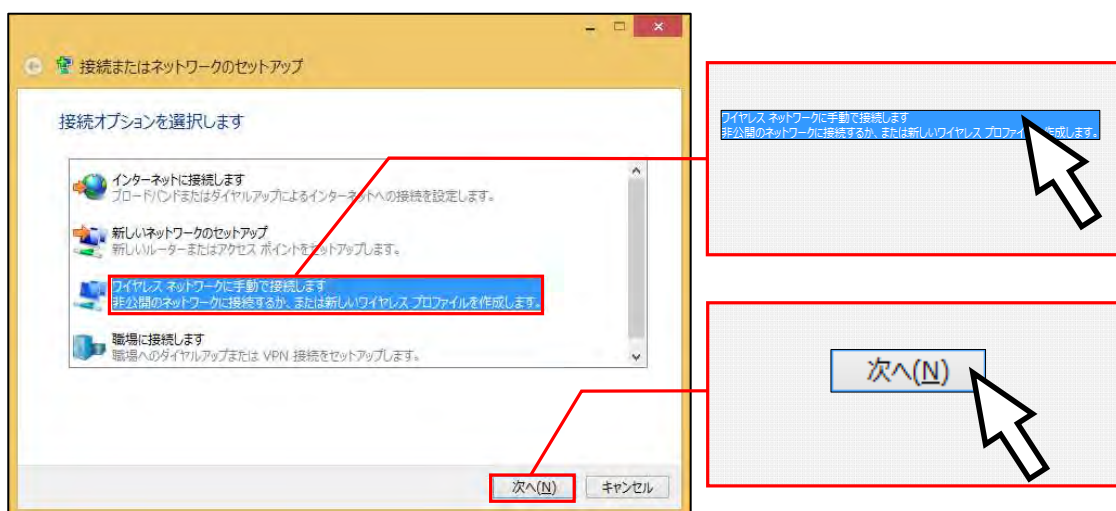 接続またはネットワークのセットアップ
接続オプションを選択します
インターネットに接続します
ブロードバンドまたはダイヤルアップによるインターネットへの接続を設定します。
新しいネットワークのセットアップ
新しいルーターまたはアクセス ポイントをセットアップします。
ワイヤレス ネットワークに手動で接続します
非公開のネットワークに接続するか、または新しいワイヤレス プロファイルを作成します。
職場に接続します
職場へのダイヤルアップまたは VPN 接続をセットアップします。
次へ(N)
キャンセル
ワイヤレス ネットワークに手動で接続します
非公開のネットワークに接続するか、または新しいワイヤレス プロファイ 作成します。
次へ(N)